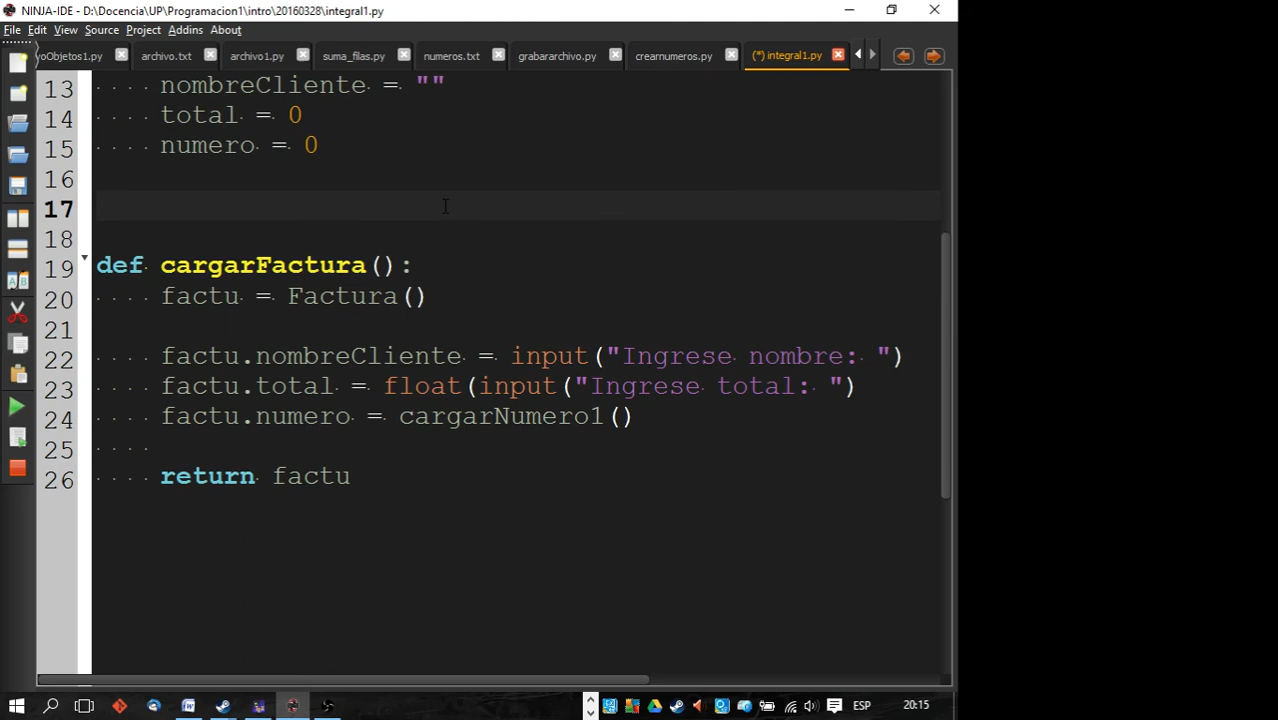 NINJA-IDE - D:\Docencia\UP\Programacion1\intro\20160328\integral1.py
File Edit View Source Project Addins About
yoObjetos1.py archivo.txt archivo1.py suma_filas.py numeros.txt grabararchivo.py crearnumeros.py (*) integral1.py
13 nombreCliente = ""
14 total = 0
15 numero = 0
16
17
18
19 def cargarFactura():
20 factu = Factura()
21
22 factu.nombreCliente = input("Ingrese nombre: ")
23 factu.total = float(input("Ingrese total: ")
24 factu.numero = cargarNumero1()
25
26 return factu
ESP 20:15